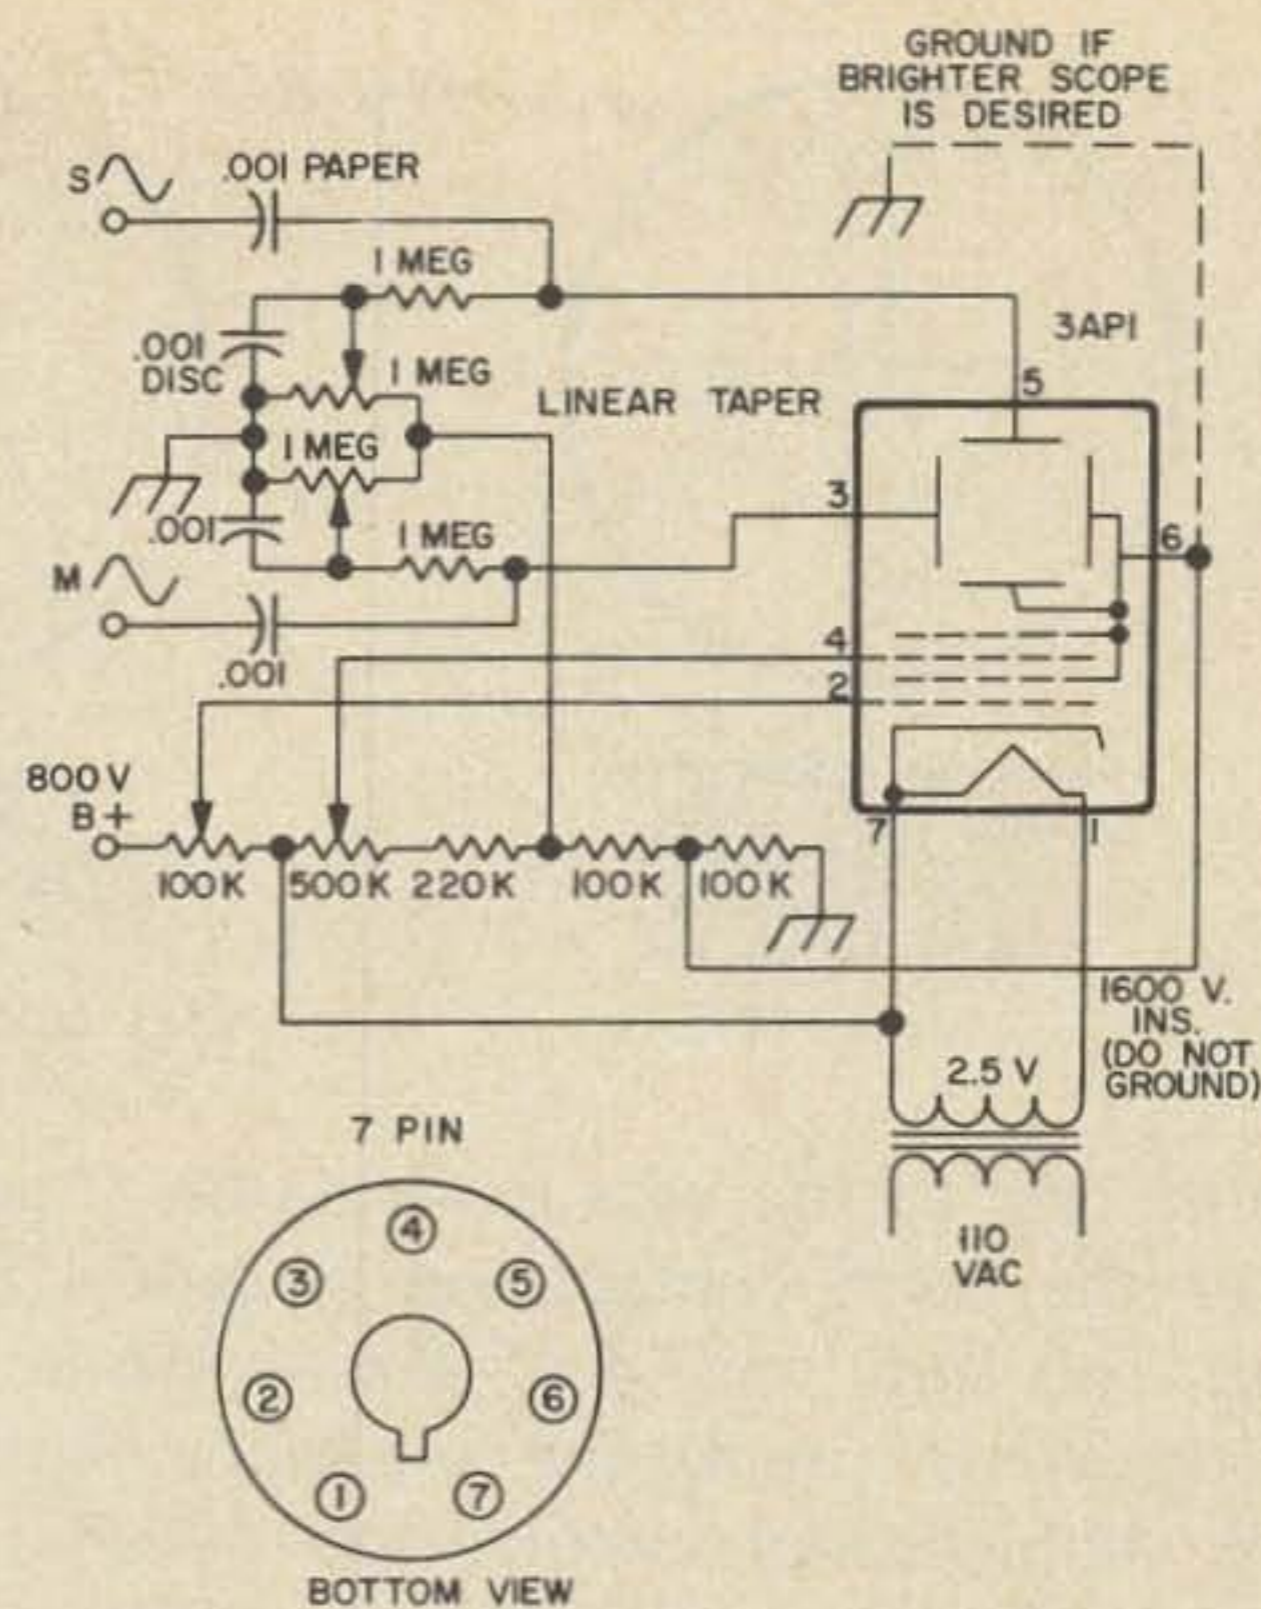 GROUND IF
BRIGHTER SCOPE
IS DESIRED
S
.001 PAPER
1 MEG
3AP1
.001
DISC
1 MEG
LINEAR TAPER
5
1 MEG
3
.001
1 MEG
6
M
4
.001
2
800 V
B+
7
1
100K
500K
220K
100K
100K
1600 V.
INS.
(DO NOT
GROUND)
2.5 V
7 PIN
110
VAC
4
3
5
2
6
1
7
BOTTOM VIEW